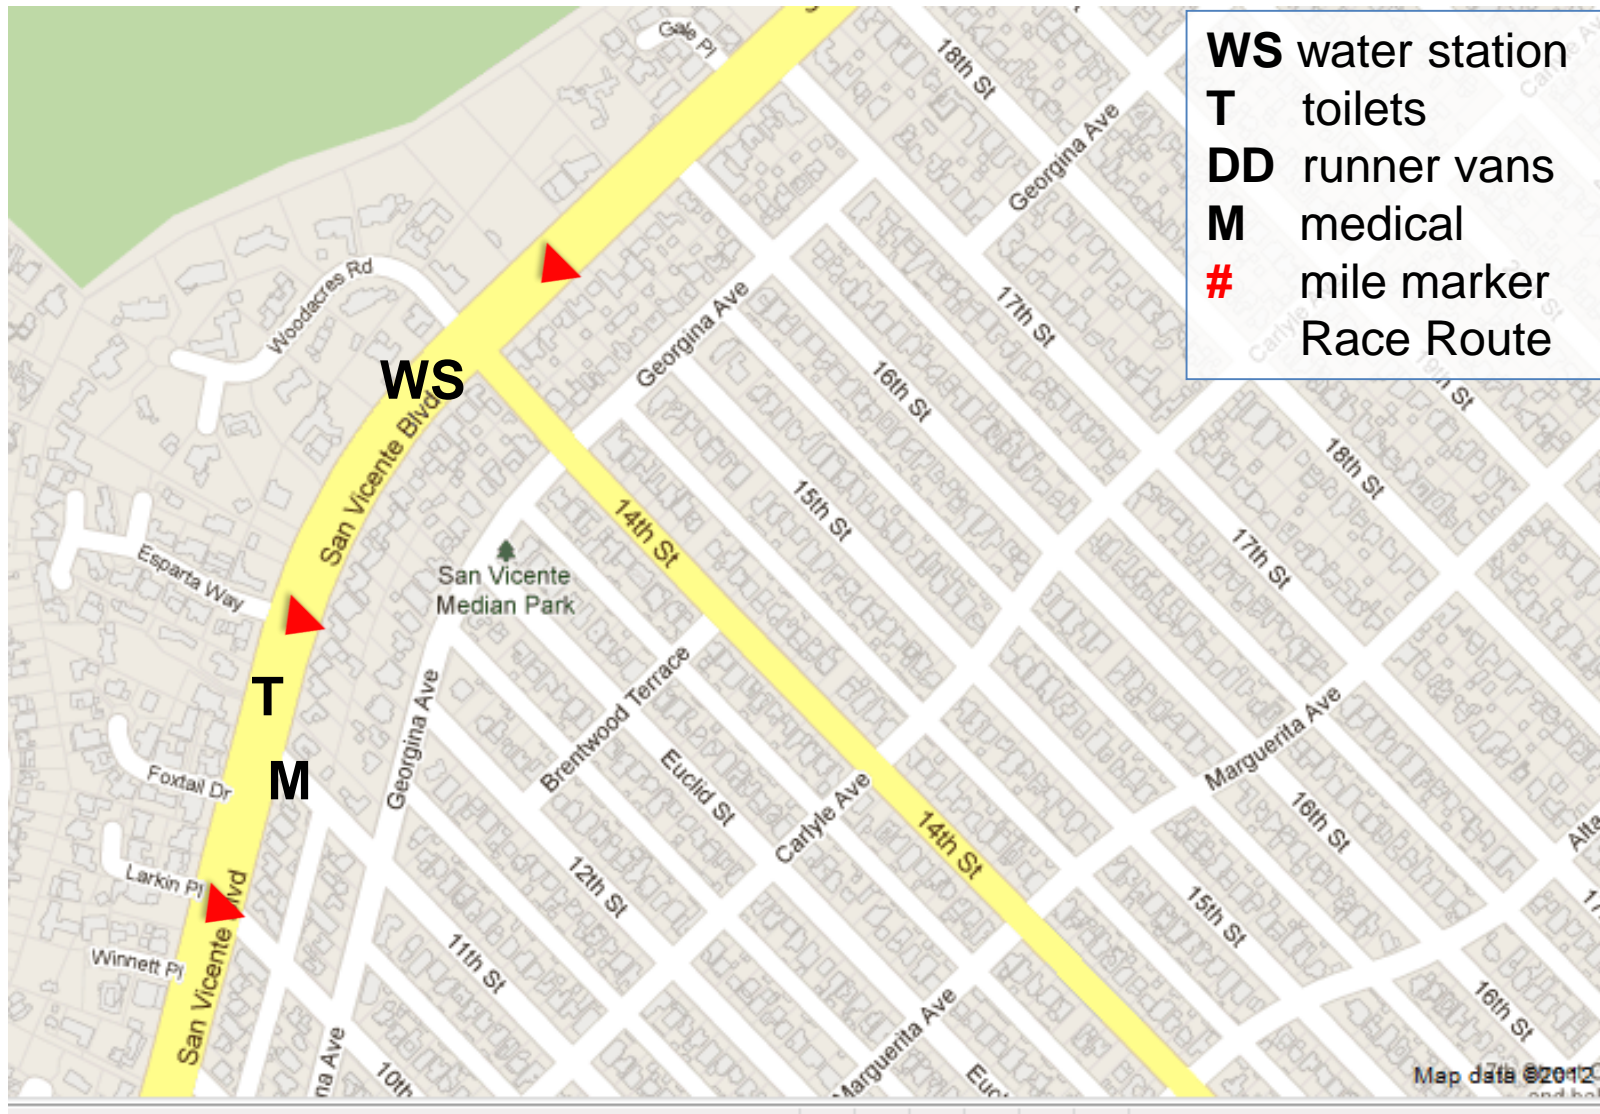 WS water station
T toilets
DD runner vans
M medical
# mile marker
Race Route
Gale Pl
18th St
Georgina Ave
Woodacres Rd
17th St
Georgina Ave
WS
16th St
19th St
18th St
San Vicente Blvd
15th St
14th St
17th St
San Vicente
Median Park
Esparta Way
T
Georgina Ave
Brentwood Terrace
Marguerita Ave
M
Foxtail Dr
Euclid St
Carlyle Ave
14th St
16th St
Larkin Pl
12th St
15th St
San Vicente
Winnett Pl
11th St
16th St
Marguerita Ave
10th
Map data ©2012